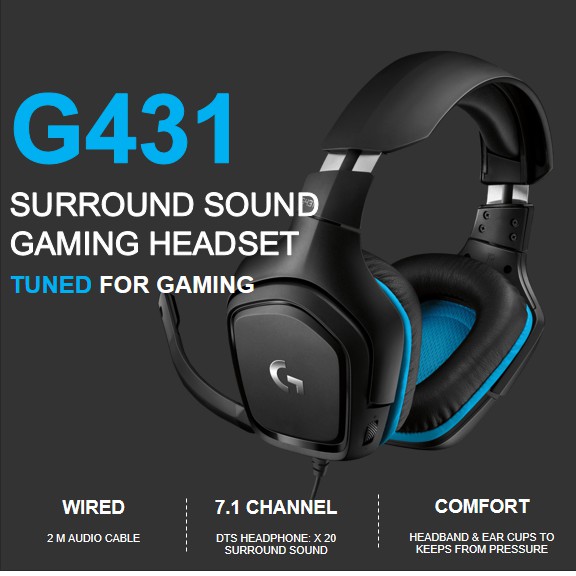 G431
SURROUND SOUND
GAMING HEADSET
TUNED FOR GAMING
WIRED
2 M AUDIO CABLE
7.1 CHANNEL
DTS HEADPHONE: X 20
SURROUND SOUND
COMFORT
HEADBAND & EAR CUPS TO
KEEPS FROM PRESSURE